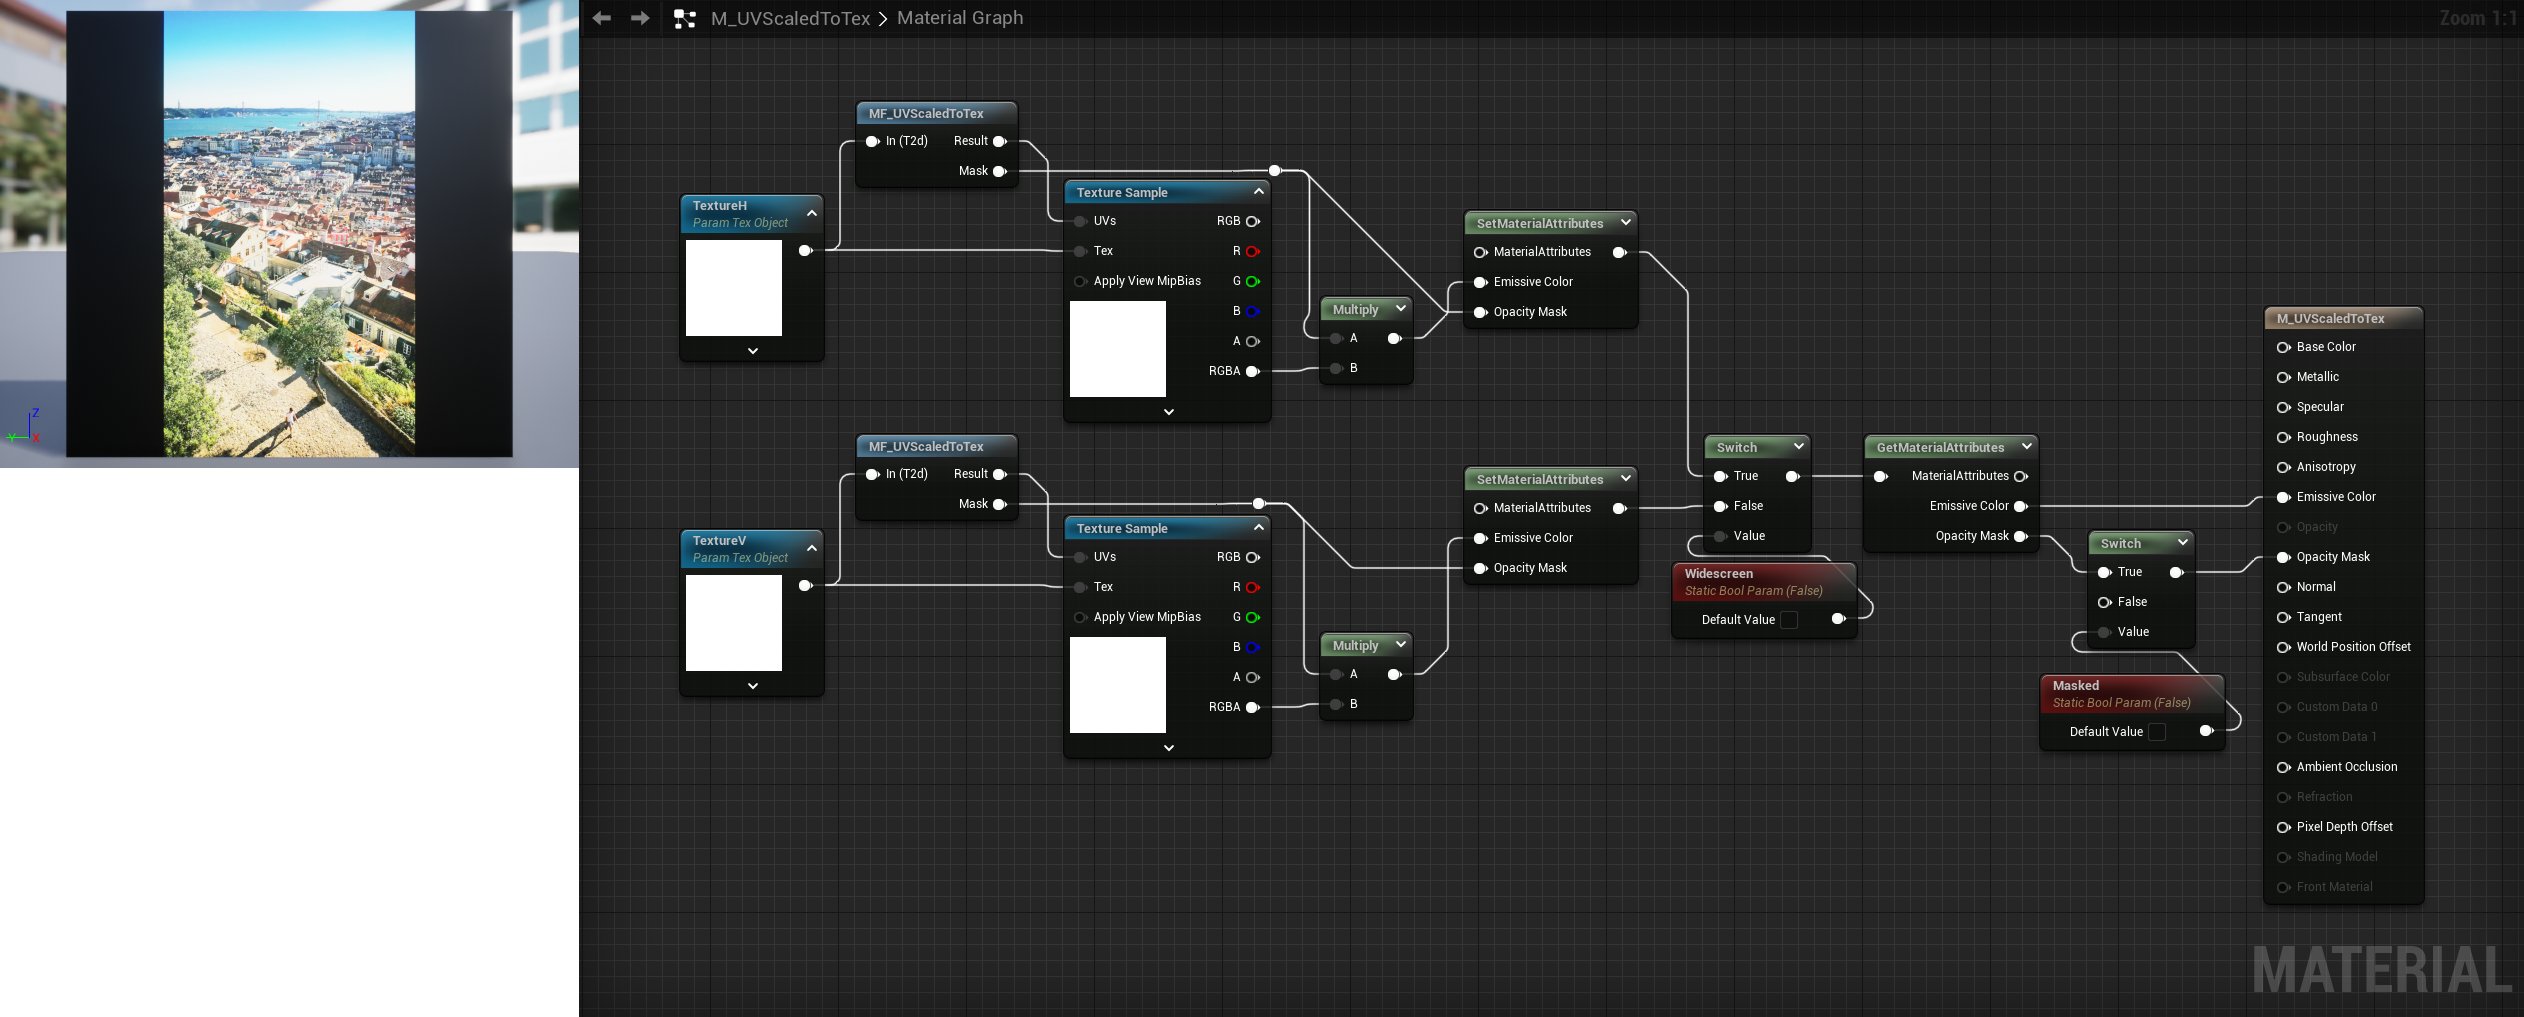 M_UVScaledToTex > Material Graph
Zoom 1:1
Z
Y
X
MF_UVScaledToTex
In (T2d)
Result
Mask
TextureH
Param Tex Object
Texture Sample
UVs
RGB
Tex
R
Apply View MipBias
G
B
A
RGBA
Multiply
A
B
SetMaterialAttributes
MaterialAttributes
Emissive Color
Opacity Mask
MF_UVScaledToTex
In (T2d)
Result
Mask
TextureV
Param Tex Object
Texture Sample
UVs
RGB
Tex
R
Apply View MipBias
G
B
A
RGBA
Multiply
A
B
SetMaterialAttributes
MaterialAttributes
Emissive Color
Opacity Mask
Switch
True
False
Value
Widescreen
Static Bool Param (False)
Default Value
GetMaterialAttributes
MaterialAttributes
Emissive Color
Opacity Mask
Switch
True
False
Value
Masked
Static Bool Param (False)
Default Value
M_UVScaledToTex
Base Color
Metallic
Specular
Roughness
Anisotropy
Emissive Color
Opacity
Opacity Mask
Normal
Tangent
World Position Offset
Subsurface Color
Custom Data 0
Custom Data 1
Ambient Occlusion
Refraction
Pixel Depth Offset
Shading Model
Front Material
MATERIAL